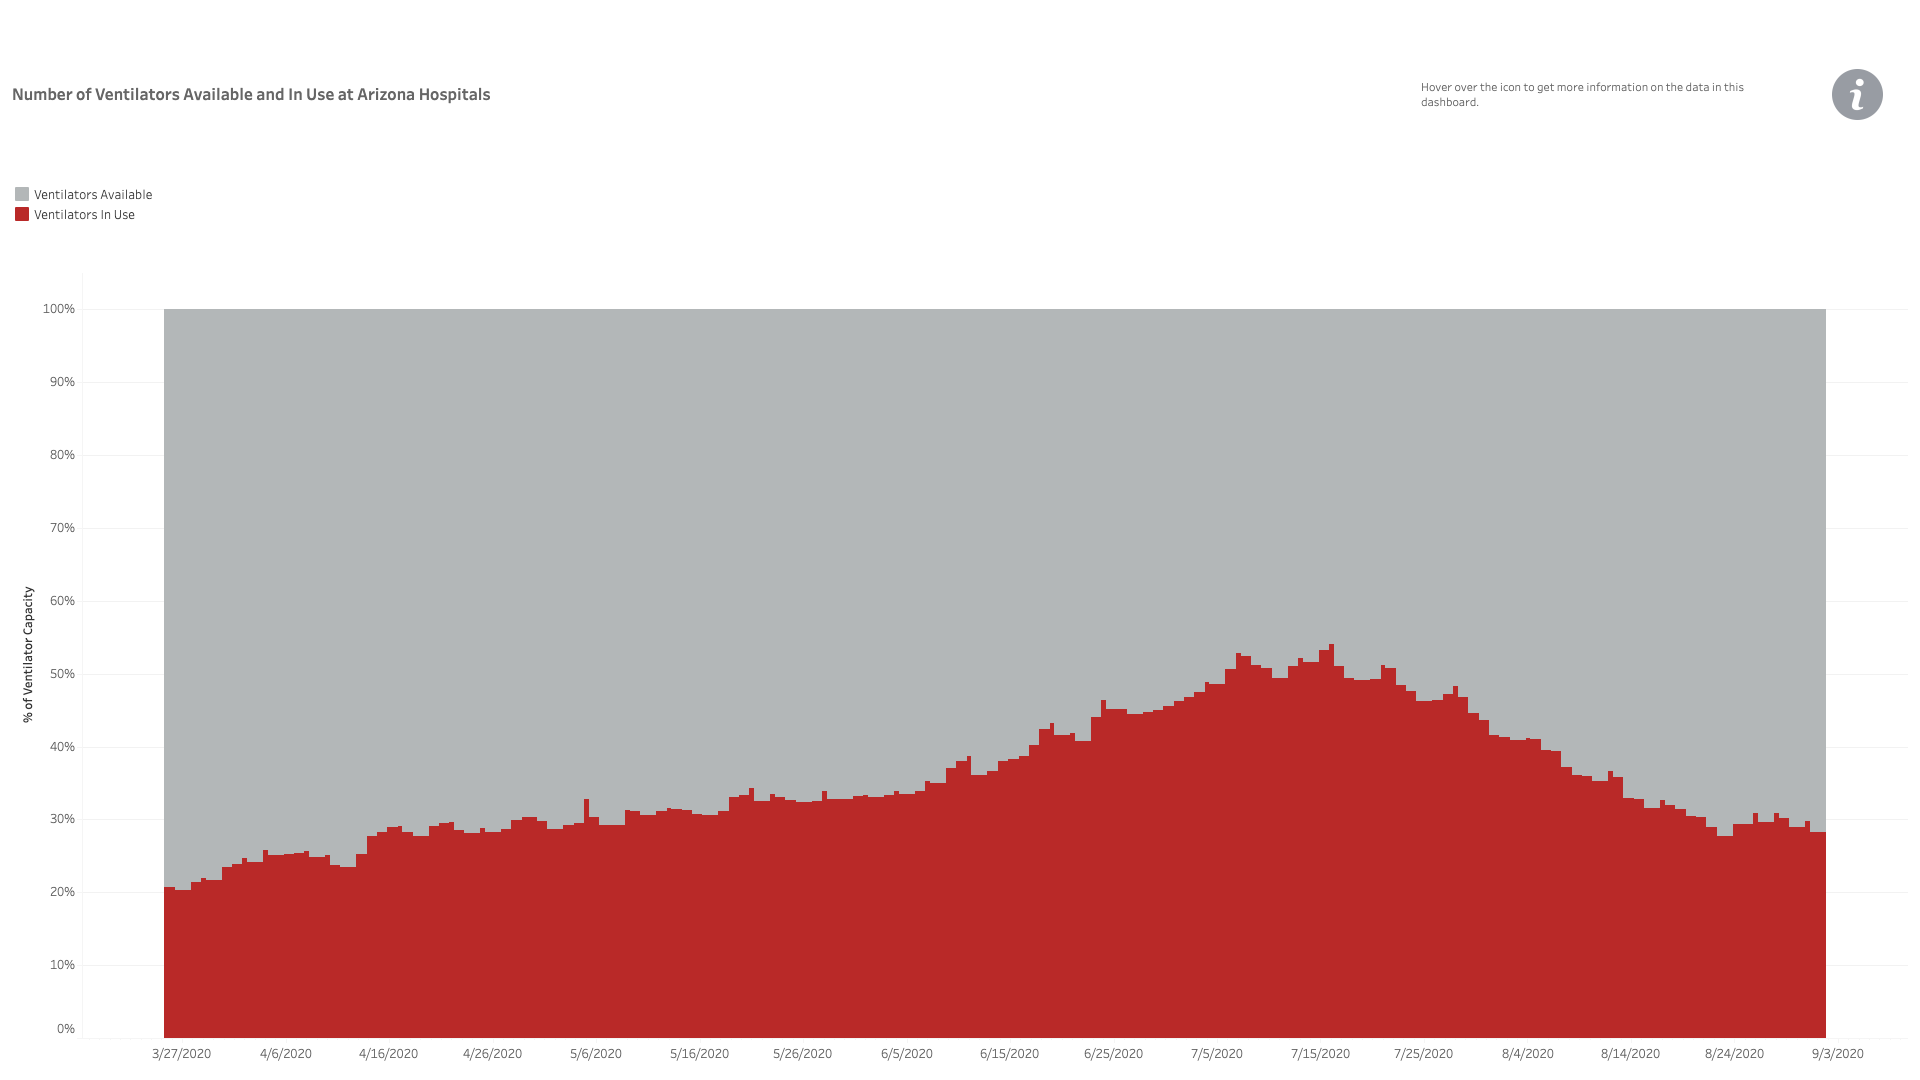 Number of Ventilators Available and In Use at Arizona Hospitals
Hover over the icon to get more information on the data in this
dashboard.
i
Ventilators Available
Ventilators In Use
% of Ventilator Capacity
100%
90%
80%
70%
60%
50%
40%
30%
20%
10%
0%
3/27/2020 4/6/2020 4/16/2020 4/26/2020 5/6/2020 5/16/2020 5/26/2020 6/5/2020 6/15/2020 6/25/2020 7/5/2020 7/15/2020 7/25/2020 8/4/2020 8/14/2020 8/24/2020 9/3/2020